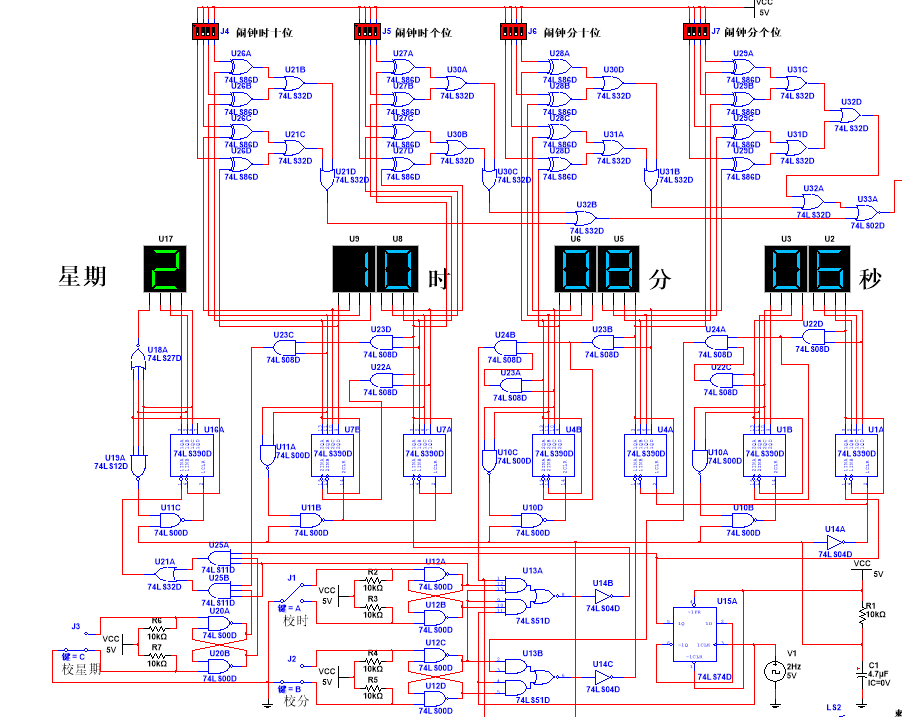 VCC
5V
J4 闹钟时十位
J5 闹钟时个位
J6 闹钟分十位
J7 闹钟分个位
U26A
74LS86D
U26B
74LS86D
U26C
74LS86D
U26D
74LS86D
U21B
74LS32D
U21C
74LS32D
U21D
74LS32D
U27A
74LS86D
U27B
74LS86D
U27C
74LS86D
U27D
74LS86D
U30A
74LS32D
U30B
74LS32D
U30C
74LS32D
U28A
74LS86D
U28B
74LS86D
U28C
74LS86D
U28D
74LS86D
U30D
74LS32D
U31A
74LS32D
U31B
74LS32D
U29A
74LS86D
U29B
74LS86D
U29C
74LS86D
U29D
74LS86D
U31C
74LS32D
U31D
74LS32D
U32D
74LS32D
U32A
74LS32D
U33A
74LS02D
U32B
74LS32D
星期
U17
2
U9
U8
10
时
U6
U5
08
分
U3
U2
05
秒
U18A
74LS27D
U23C
74LS08D
U23D
74LS08D
U22A
74LS08D
U24B
74LS08D
U23B
74LS08D
U23A
74LS08D
U24A
74LS08D
U22D
74LS08D
U22C
74LS08D
U19A
74LS12D
U16A
74LS390D
U11A
74LS00D
U7B
74LS390D
U7A
74LS390D
U10C
74LS00D
U4B
74LS390D
U4A
74LS390D
U10A
74LS00D
U1B
74LS390D
U1A
74LS390D
U11C
74LS00D
U11B
74LS00D
U10D
74LS00D
U10B
74LS00D
U14A
74LS04D
U25A
74LS11D
U25B
74LS11D
U21A
74LS32D
U20A
74LS00D
U20B
74LS00D
J3
键 = C
校星期
VCC
5V
R6
10kΩ
R7
10kΩ
J1
键 = A
校时
VCC
5V
R2
10kΩ
R3
10kΩ
U12A
74LS00D
U12B
74LS00D
J2
键 = B
校分
VCC
5V
R4
10kΩ
R5
10kΩ
U12C
74LS00D
U12D
74LS00D
U13A
74LS51D
U14B
74LS04D
U13B
74LS51D
U14C
74LS04D
U15A
74LS74D
V1
2Hz
5V
VCC
5V
R1
10kΩ
C1
4.7µF
IC=0V
LS2